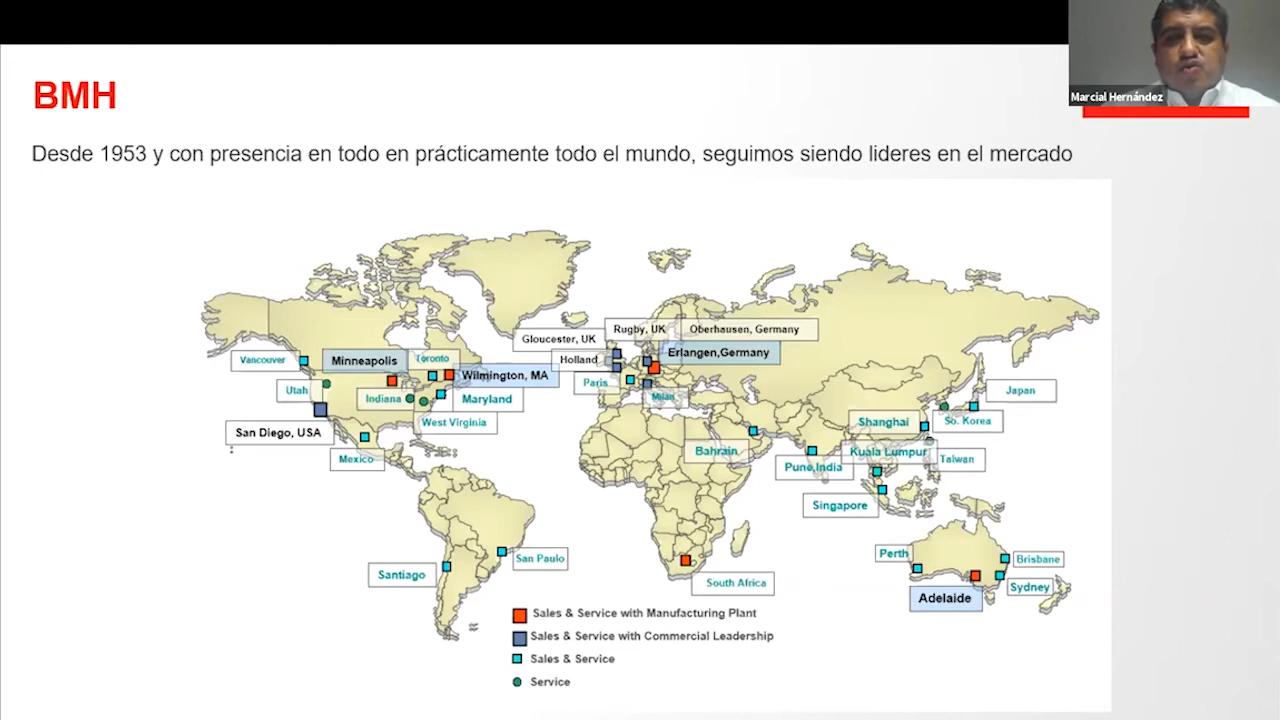 Marcial Hernández
BMH
Desde 1953 y con presencia en todo en prácticamente todo el mundo, seguimos siendo lideres en el mercado
Rugby, UK
Oberhausen, Germany
Gloucester, UK
Erlangen,Germany
Vancouver
Minneapolis
Toronto
Holland
Wilmington, MA
Paris
Utah
Indiana
Maryland
Milan
Japan
West Virginia
Shanghai
So. Korea
San Diego, USA
Mexico
Bahrain
Kuala Lumpur
Taiwan
Pune,India
Singapore
San Paulo
Santiago
Perth
Brisbane
South Africa
Sydney
Adelaide
Sales & Service with Manufacturing Plant
Sales & Service with Commercial Leadership
Sales & Service
Service